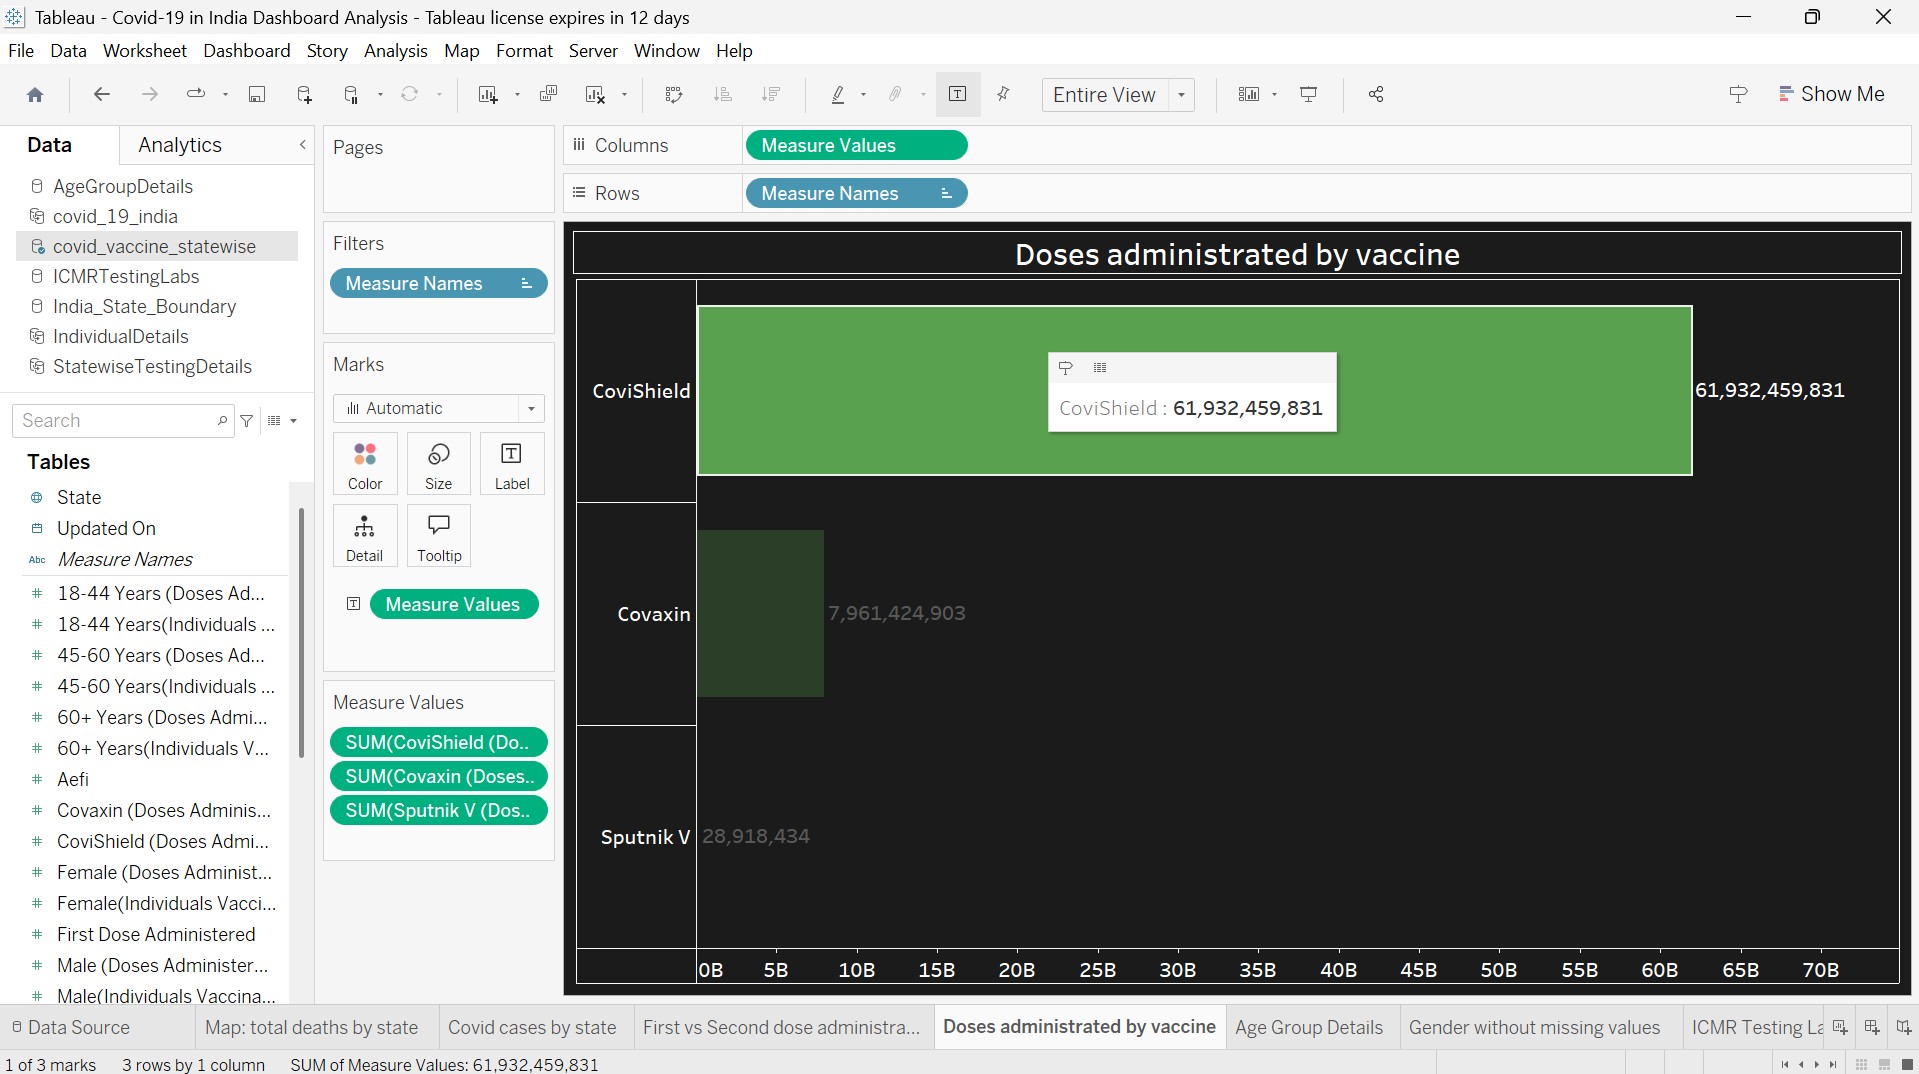 Tableau - Covid-19 in India Dashboard Analysis - Tableau license expires in 12 days
File Data Worksheet Dashboard Story Analysis Map Format Server Window Help
Entire View
Show Me
Data
Analytics
AgeGroupDetails
covid_19_india
covid_vaccine_statewise
ICMRTestingLabs
India_State_Boundary
IndividualDetails
StatewiseTestingDetails
Search
Tables
State
Updated On
Abc Measure Names
18-44 Years (Doses Ad...
18-44 Years(Individuals ...
45-60 Years (Doses Ad...
45-60 Years(Individuals ...
60+ Years (Doses Admi...
60+ Years(Individuals V...
Aefi
Covaxin (Doses Adminis...
CoviShield (Doses Admi...
Female (Doses Administ...
Female(Individuals Vacci...
First Dose Administered
Male (Doses Administer...
Male(Individuals Vaccina...
Pages
Filters
Measure Names
Marks
Automatic
Color
Size
Label
Detail
Tooltip
Measure Values
Measure Values
SUM(CoviShield (Do..
SUM(Covaxin (Doses..
SUM(Sputnik V (Dos..
Columns
Measure Values
Rows
Measure Names
Doses administrated by vaccine
CoviShield
61,932,459,831
CoviShield : 61,932,459,831
Covaxin
7,961,424,903
Sputnik V
28,918,434
0B 5B 10B 15B 20B 25B 30B 35B 40B 45B 50B 55B 60B 65B 70B
Data Source
Map: total deaths by state
Covid cases by state
First vs Second dose administra...
Doses administrated by vaccine
Age Group Details
Gender without missing values
ICMR Testing La
1 of 3 marks
3 rows by 1 column
SUM of Measure Values: 61,932,459,831